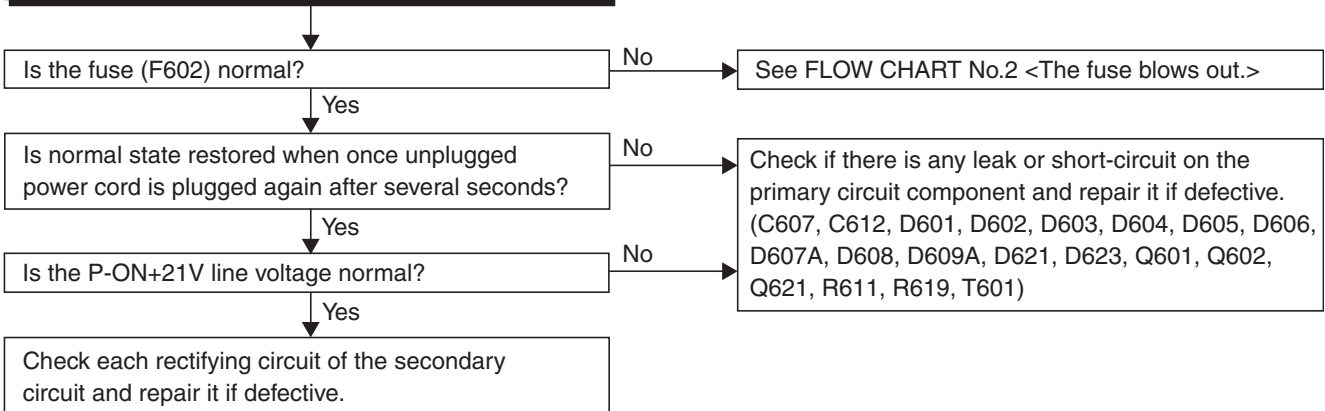 Is the fuse (F602) normal?
No
See FLOW CHART No.2 <The fuse blows out.>
Yes
Is normal state restored when once unplugged
power cord is plugged again after several seconds?
No
Check if there is any leak or short-circuit on the
primary circuit component and repair it if defective.
(C607, C612, D601, D602, D603, D604, D605, D606,
D607A, D608, D609A, D621, D623, Q601, Q602,
Q621, R611, R619, T601)
Yes
Is the P-ON+21V line voltage normal?
No
Yes
Check each rectifying circuit of the secondary
circuit and repair it if defective.